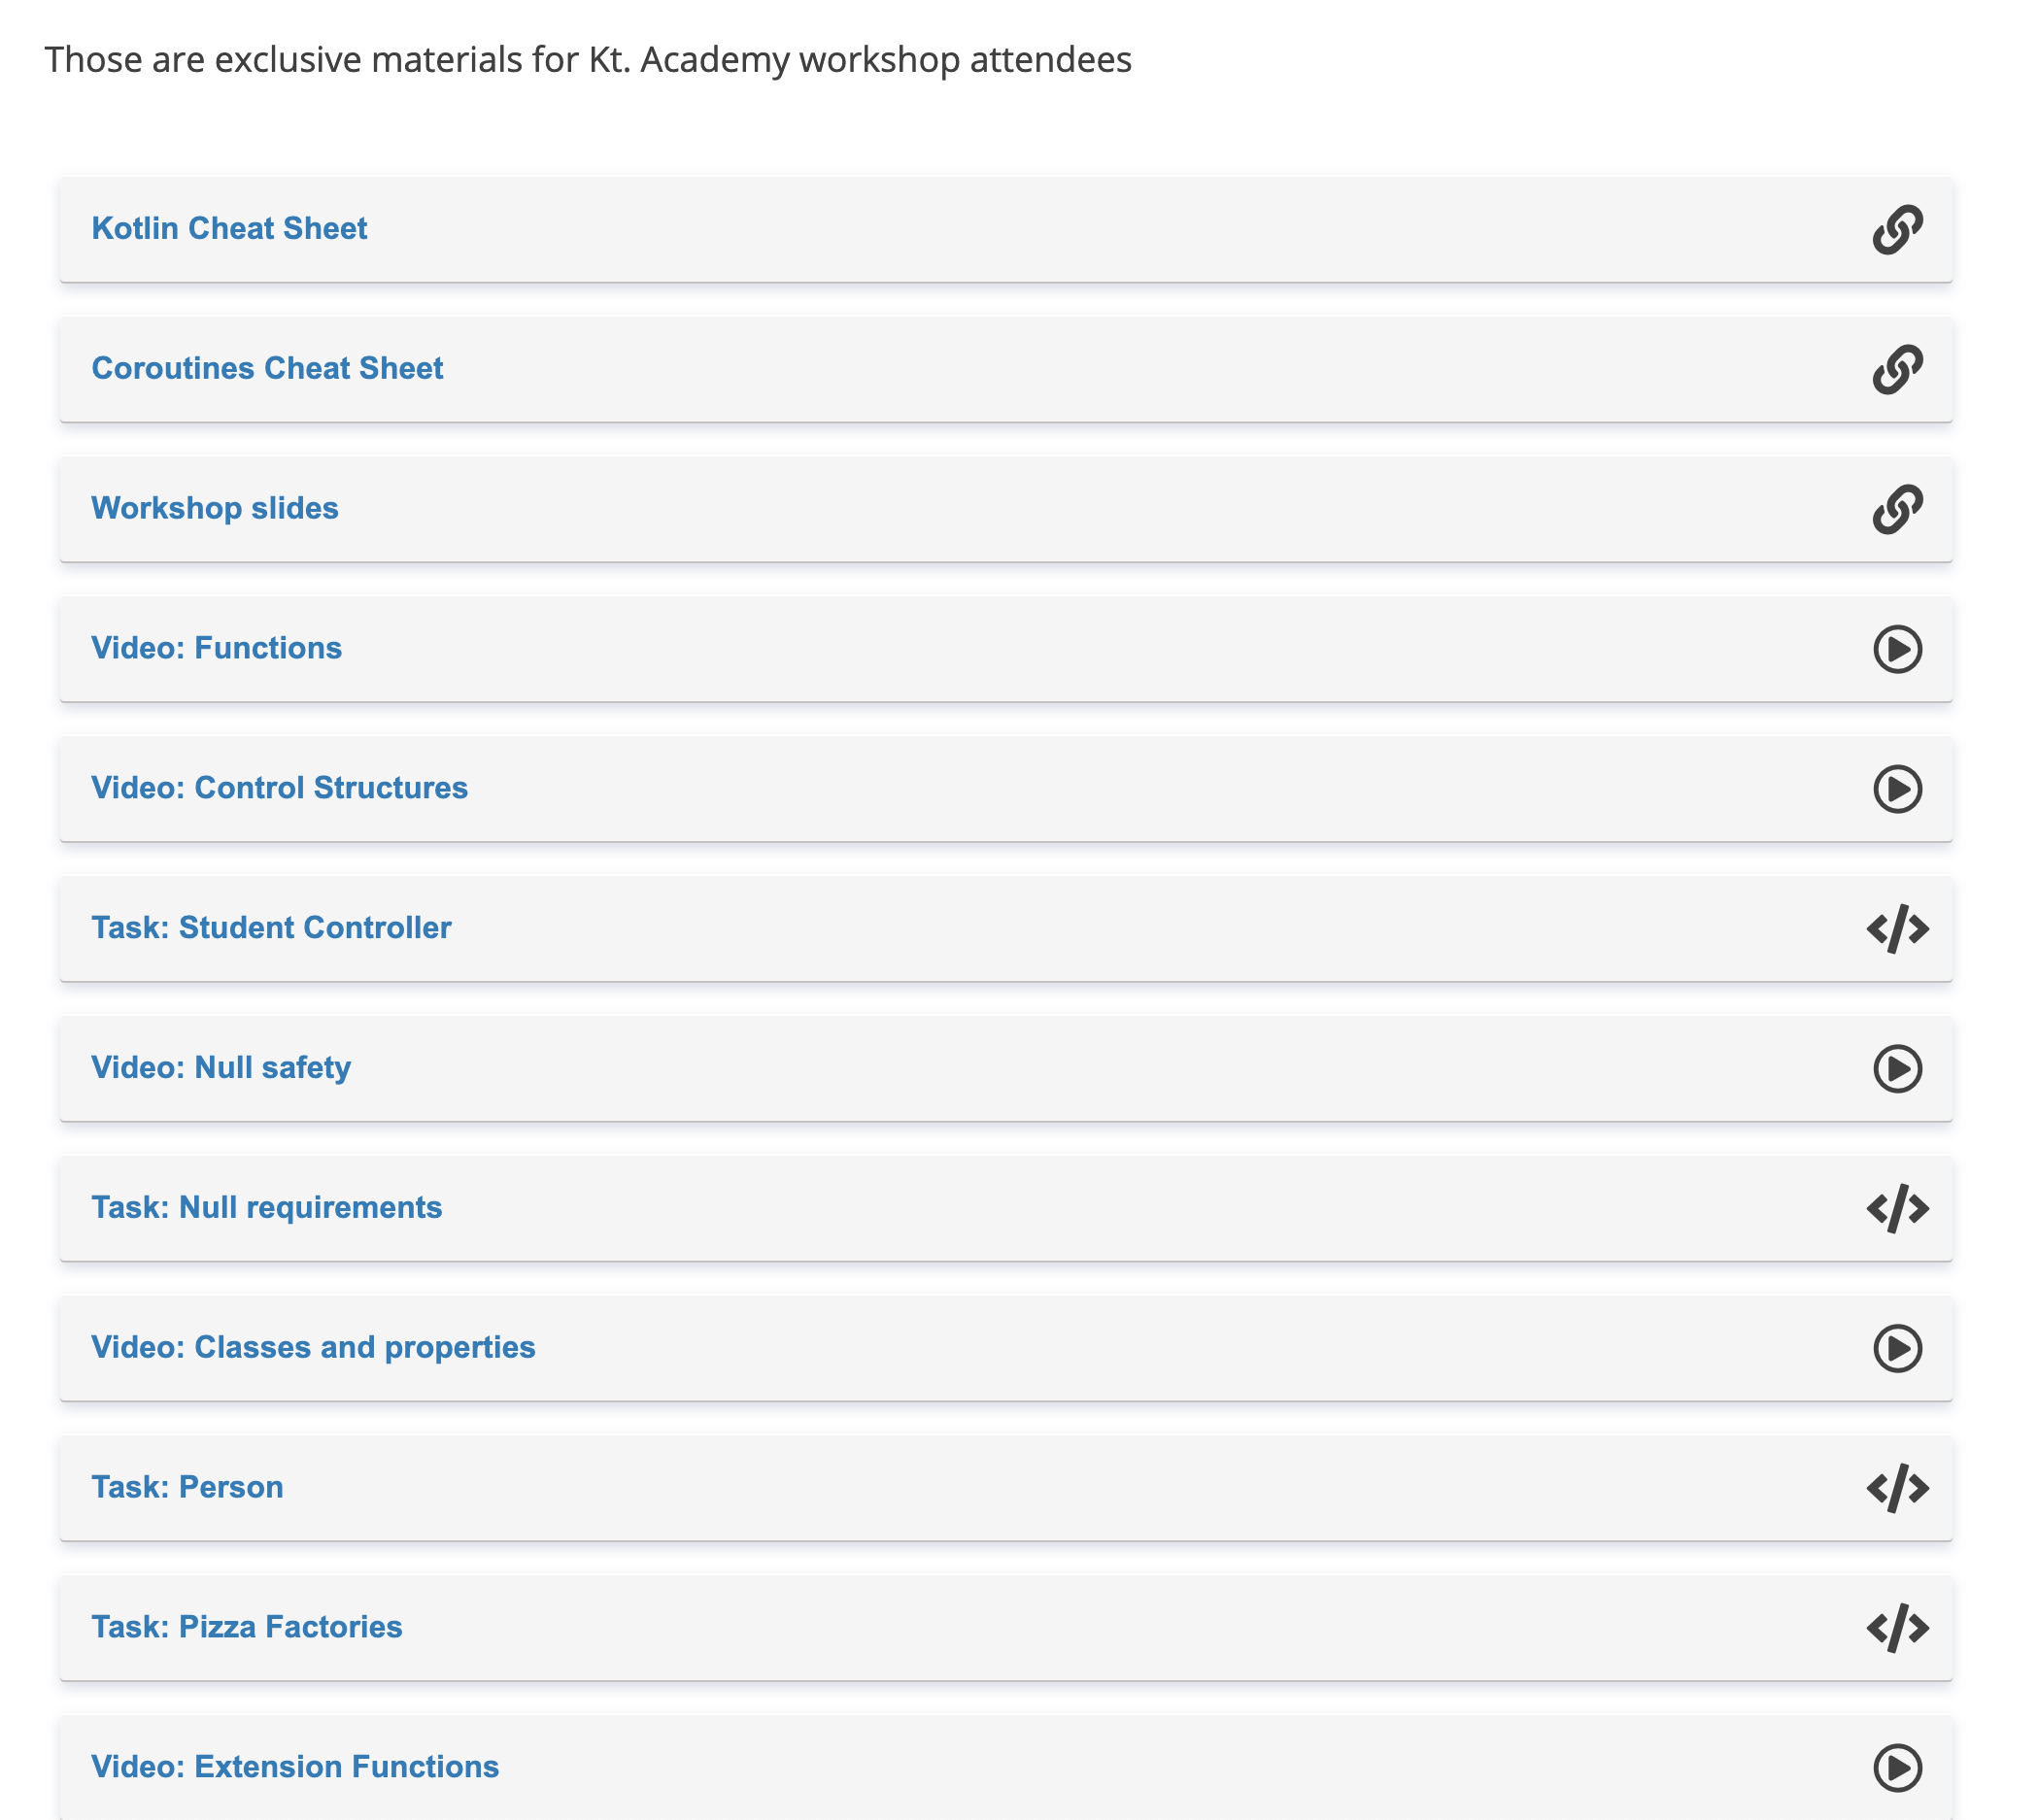 Those are exclusive materials for Kt. Academy workshop attendees
Kotlin Cheat Sheet
Coroutines Cheat Sheet
Workshop slides
Video: Functions
Video: Control Structures
Task: Student Controller
Video: Null safety
Task: Null requirements
Video: Classes and properties
Task: Person
Task: Pizza Factories
Video: Extension Functions